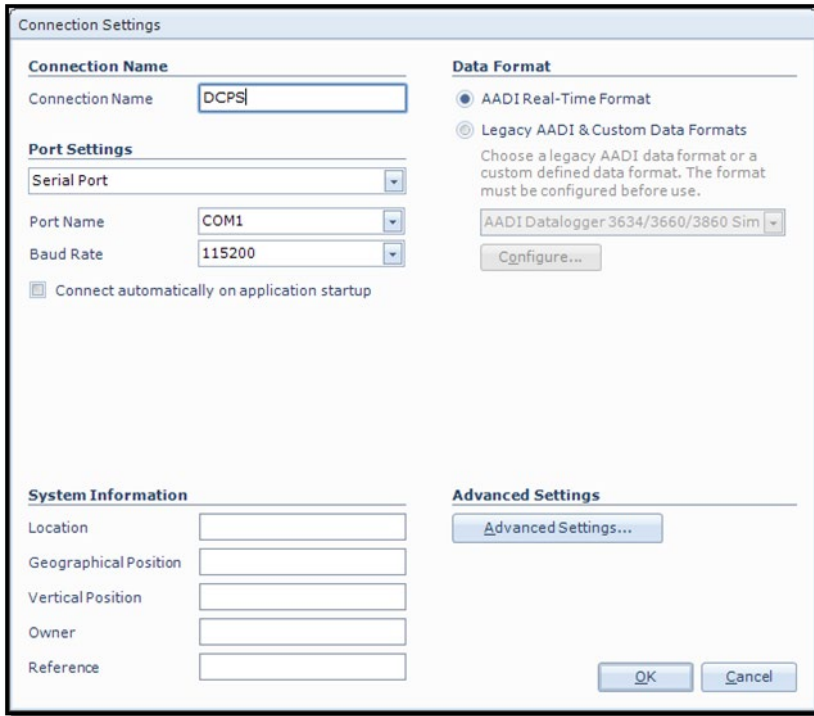 Connection Settings
Connection Name
Connection Name DCPS
Port Settings
Serial Port
Port Name COM1
Baud Rate 115200
Connect automatically on application startup
Data Format
AADI Real-Time Format
Legacy AADI & Custom Data Formats
Choose a legacy AADI data format or a
custom defined data format. The format
must be configured before use.
AADI Datalogger 3634/3660/3860 Sim
Configure...
System Information
Location
Geographical Position
Vertical Position
Owner
Reference
Advanced Settings
Advanced Settings...
OK
Cancel